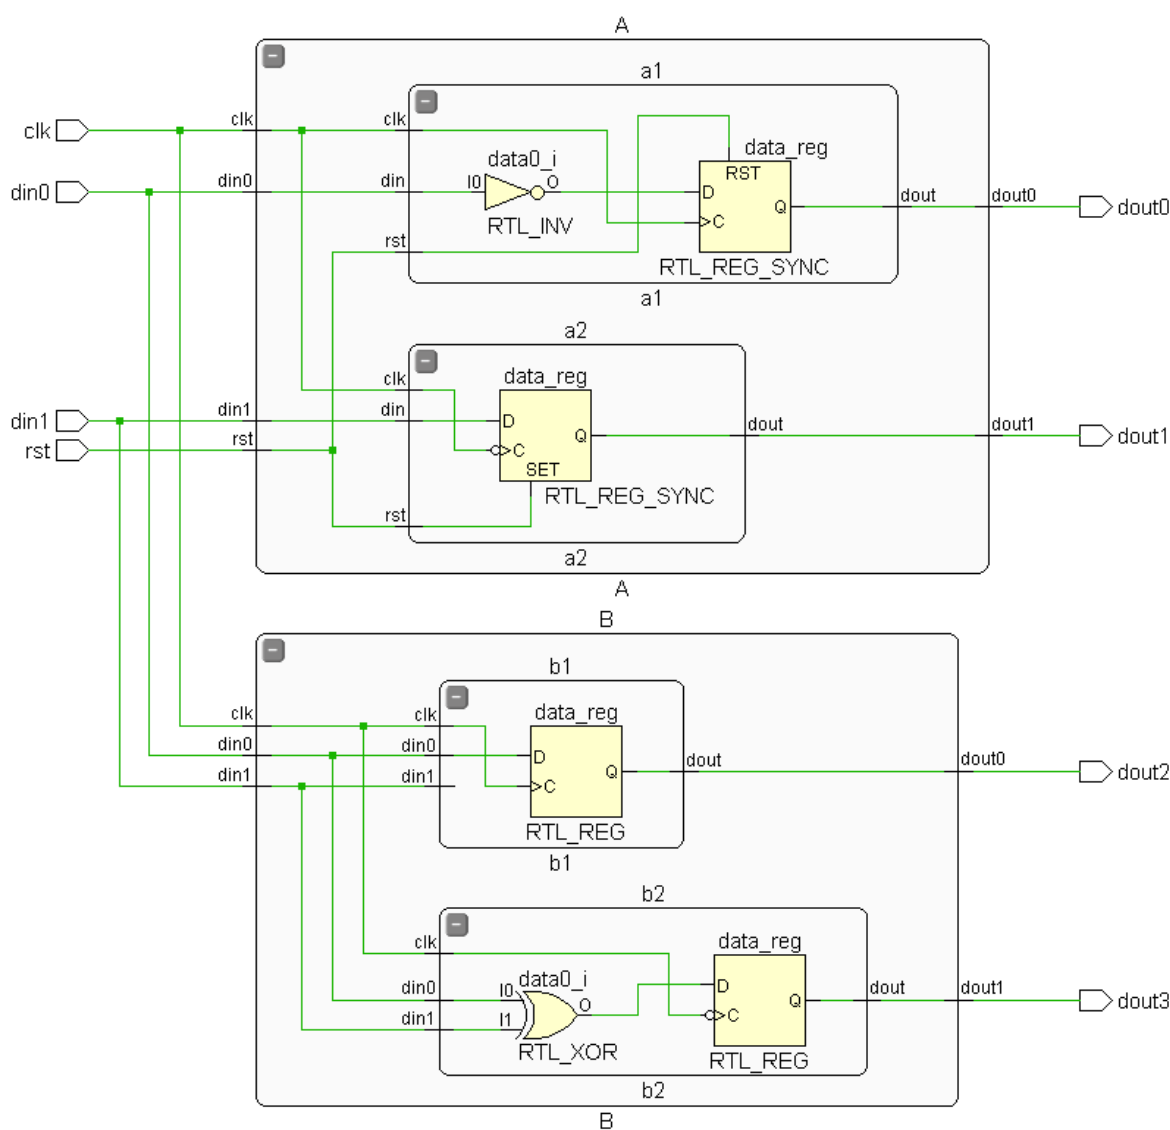 A
a1
clk
clk
clk
data_reg
data0_i
RST
din0
din0
din
I0
O
D
Q
dout
dout0
dout0
C
RTL_INV
rst
RTL_REG_SYNC
a1
a2
clk
data_reg
din1
din1
din
D
Q
dout
dout1
dout1
rst
rst
C
SET
RTL_REG_SYNC
rst
a2
A
B
b1
clk
clk
data_reg
din0
din0
D
Q
dout
dout0
dout2
din1
din1
C
RTL_REG
b1
b2
clk
data_reg
data0_i
din0
I0
O
D
Q
dout
dout1
dout3
din1
I1
C
RTL_XOR
RTL_REG
b2
B